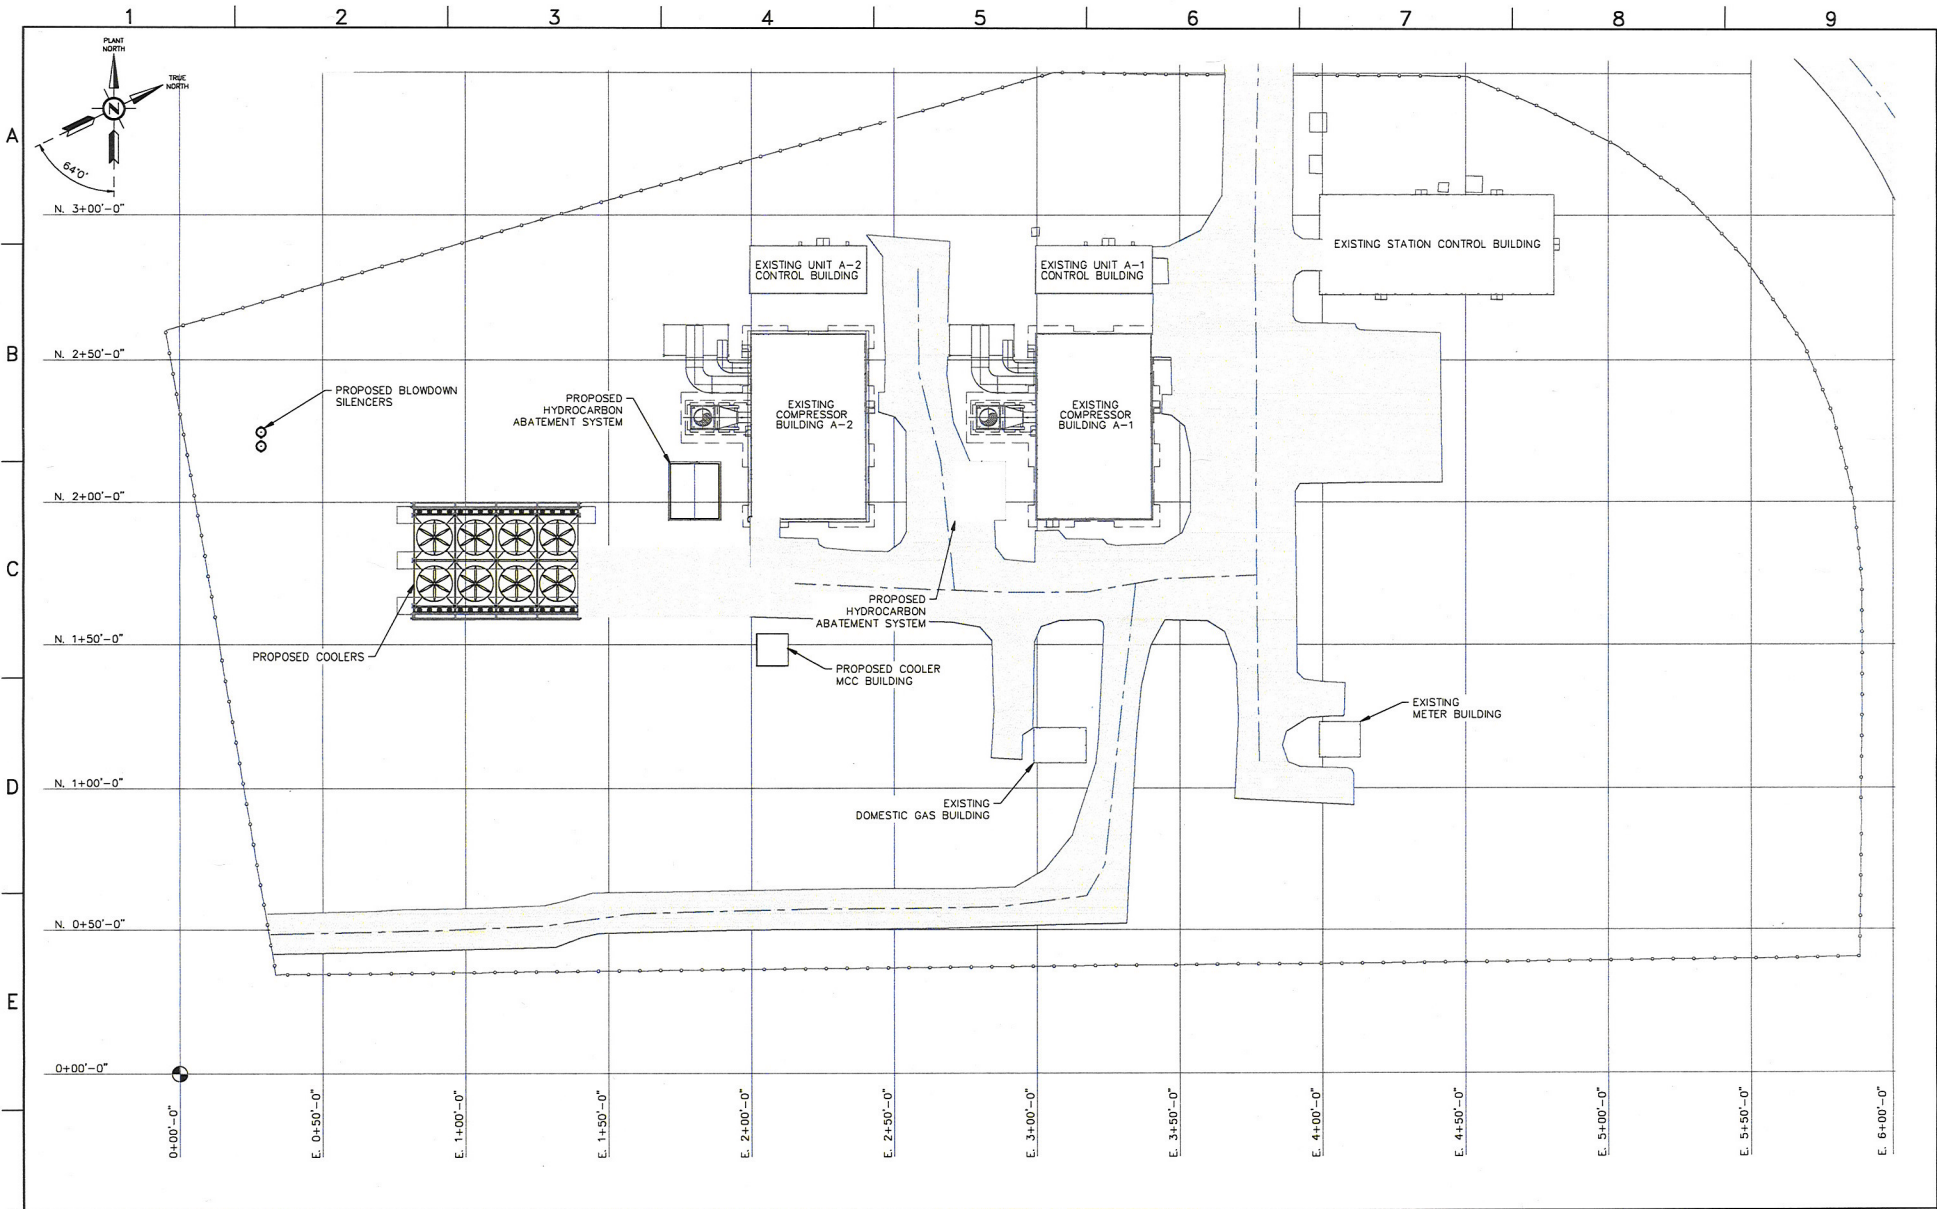 1 2 3 4 5 6 7 8 9
PLANT
NORTH
TRUE
NORTH
N
64°0'
A
B
C
D
E
N. 3+00'-0"
N. 2+50'-0"
N. 2+00'-0"
N. 1+50'-0"
N. 1+00'-0"
N. 0+50'-0"
0+00'-0"
EXISTING STATION CONTROL BUILDING
EXISTING UNIT A-2
CONTROL BUILDING
EXISTING UNIT A-1
CONTROL BUILDING
PROPOSED BLOWDOWN
SILENCERS
PROPOSED
HYDROCARBON
ABATEMENT SYSTEM
EXISTING
COMPRESSOR
BUILDING A-2
EXISTING
COMPRESSOR
BUILDING A-1
PROPOSED
HYDROCARBON
ABATEMENT SYSTEM
PROPOSED COOLERS
PROPOSED COOLER
MCC BUILDING
EXISTING
METER BUILDING
EXISTING
DOMESTIC GAS BUILDING
0+00'-0"
E. 0+50'-0"
E. 1+00'-0"
E. 1+50'-0"
E. 2+00'-0"
E. 2+50'-0"
E. 3+00'-0"
E. 3+50'-0"
E. 4+00'-0"
E. 4+50'-0"
E. 5+00'-0"
E. 5+50'-0"
E. 6+00'-0"